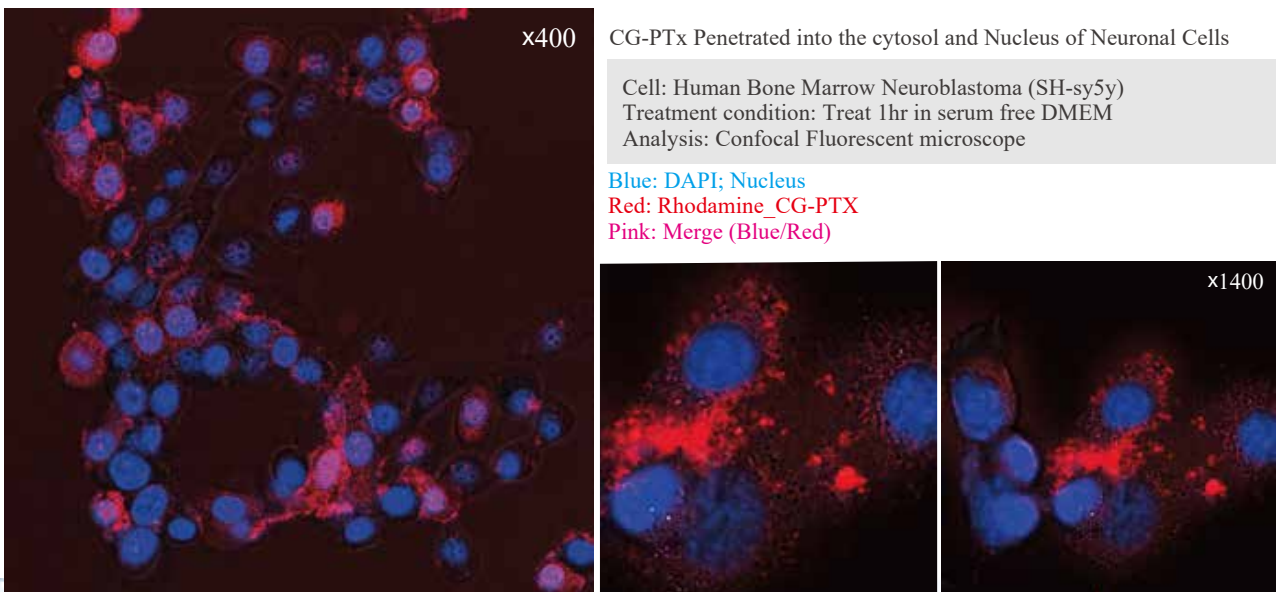 x400
CG-PTx Penetrated into the cytosol and Nucleus of Neuronal Cells
Cell: Human Bone Marrow Neuroblastoma (SH-sy5y)
Treatment condition: Treat 1hr in serum free DMEM
Analysis: Confocal Fluorescent microscope
Blue: DAPI; Nucleus
Red: Rhodamine_CG-PTX
Pink: Merge (Blue/Red)
x1400